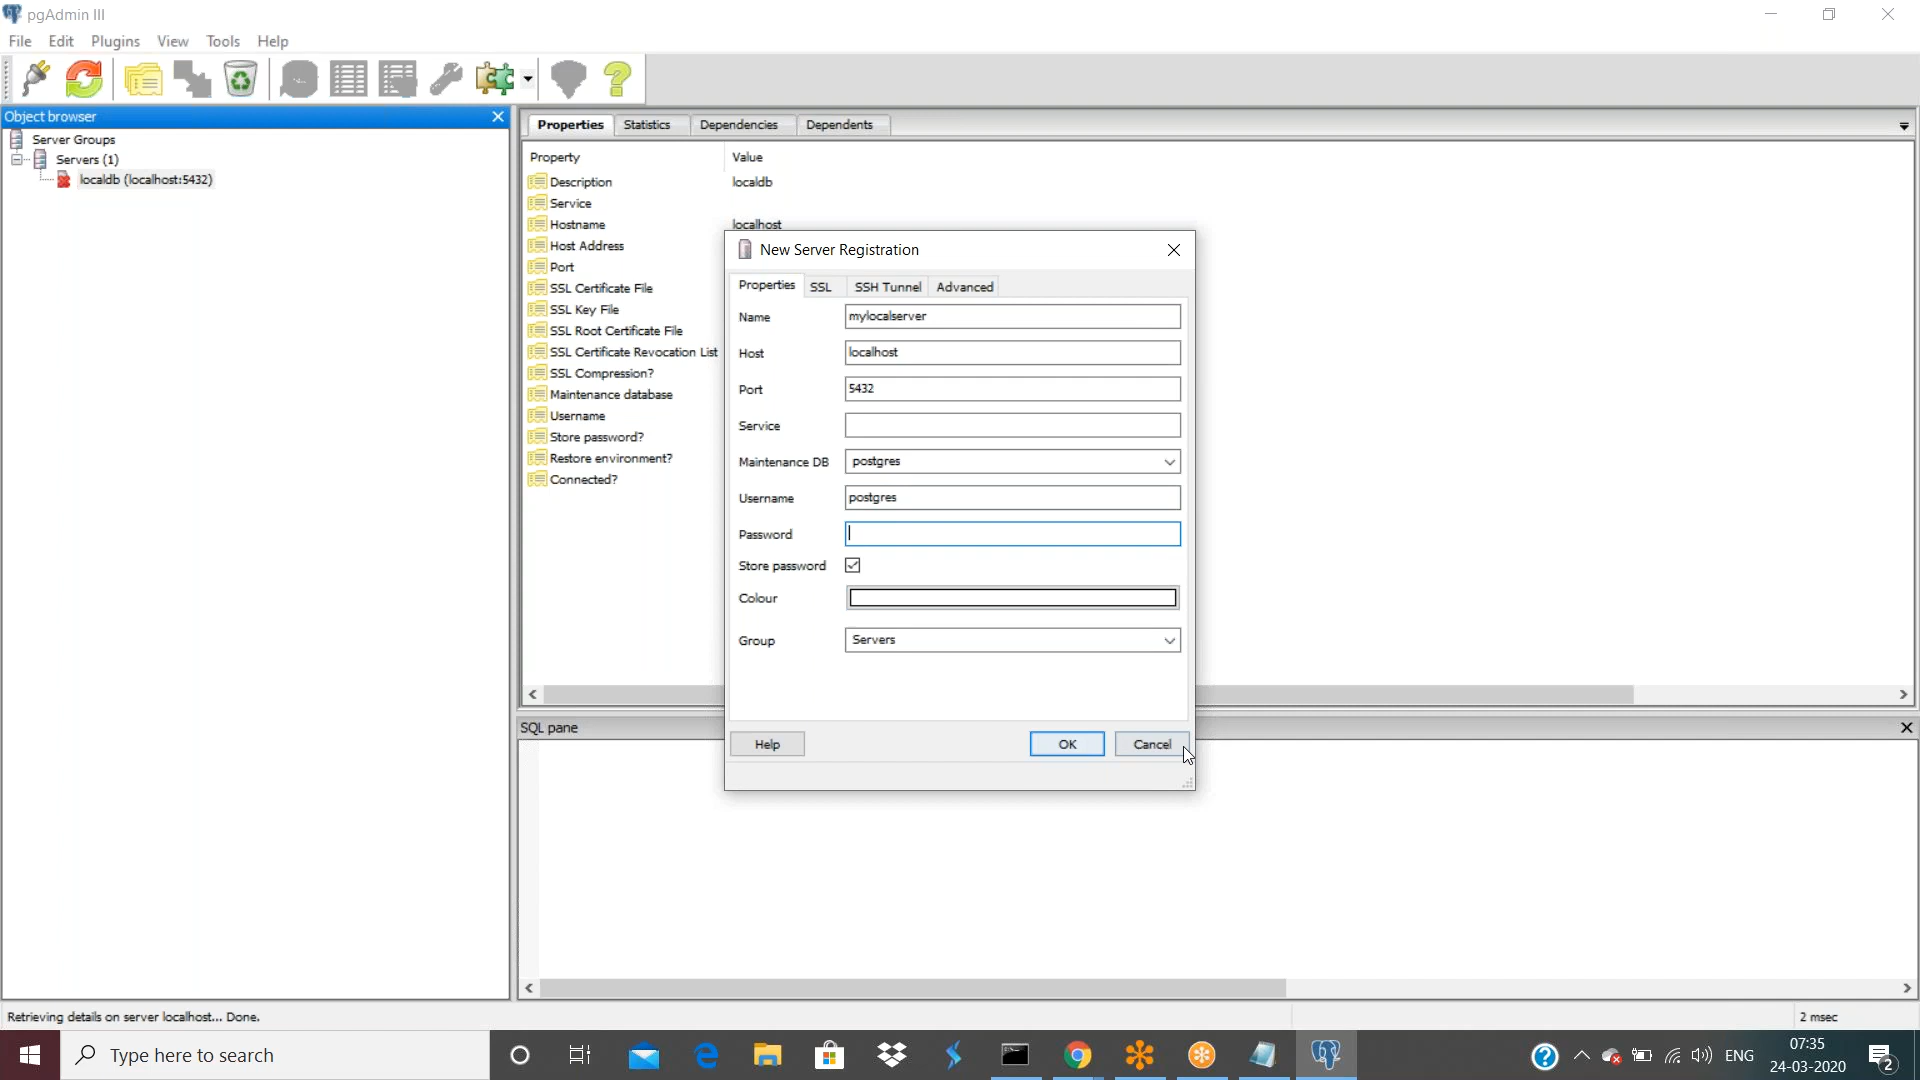 pgAdmin III
File Edit Plugins View Tools Help
Object browser
Server Groups
Servers (1)
localdb (localhost:5432)
Properties Statistics Dependencies Dependents
Property Value
Description localdb
Service
Hostname localhost
Host Address
Port
SSL Certificate File
SSL Key File
SSL Root Certificate File
SSL Certificate Revocation List
SSL Compression?
Maintenance database
Username
Store password?
Restore environment?
Connected?
New Server Registration
Properties SSL SSH Tunnel Advanced
Name mylocalserver
Host localhost
Port 5432
Service
Maintenance DB postgres
Username postgres
Password
Store password
Colour
Group Servers
Help OK Cancel
SQL pane
Retrieving details on server localhost... Done.
2 msec
Type here to search
ENG
07:35
24-03-2020
2